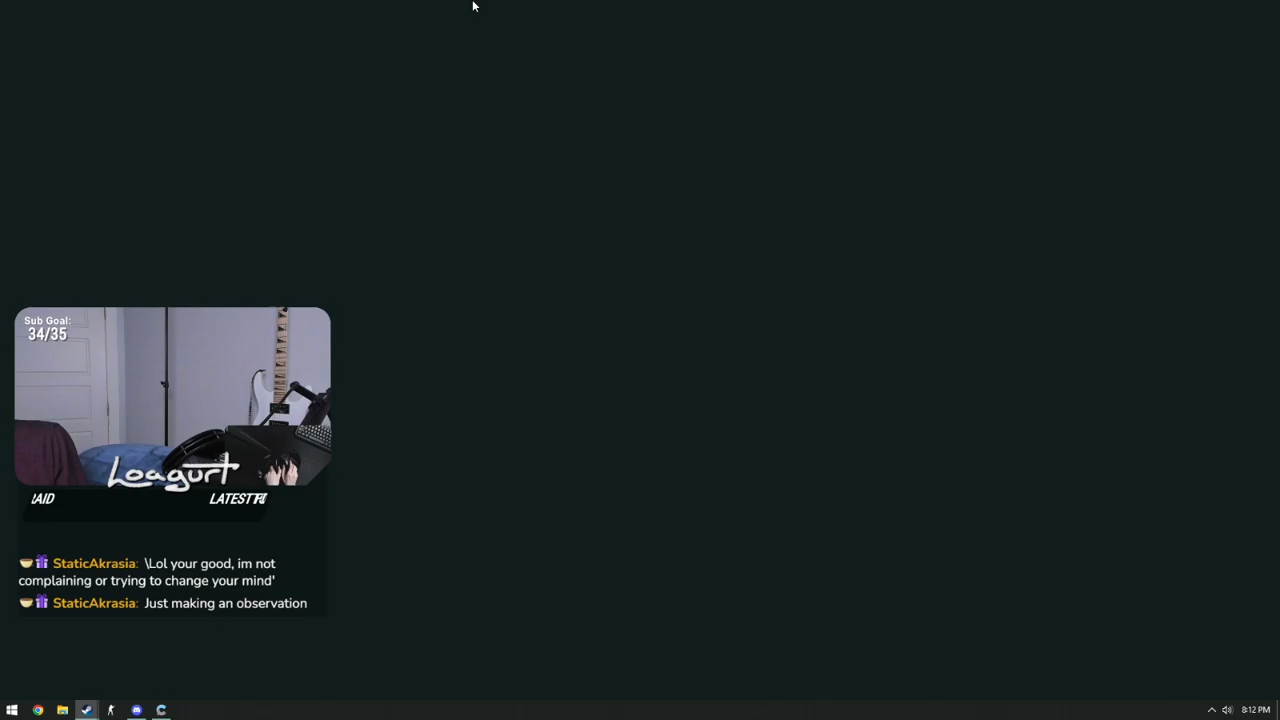 Sub Goal:
34/35
Loagurt
AID LATEST
StaticAkrasia: \Lol your good, im not
complaining or trying to change your mind'
StaticAkrasia: Just making an observation
8:12 PM